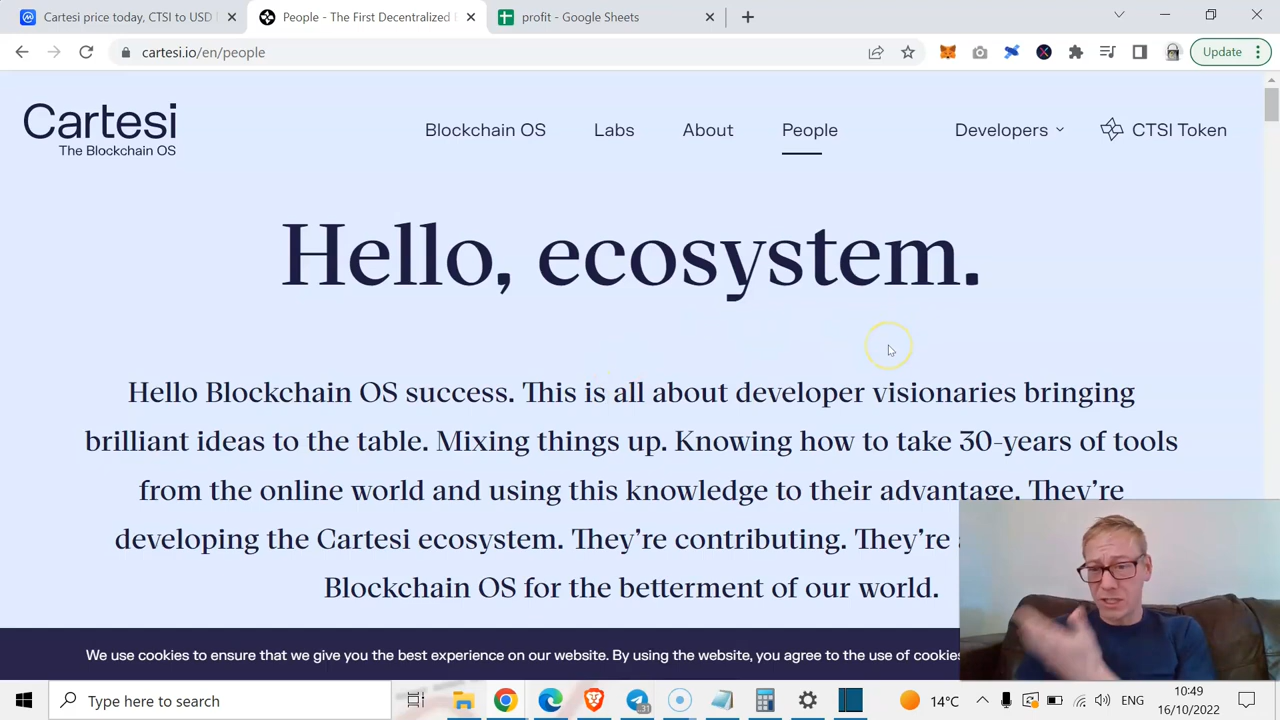 Cartesi price today, CTSI to USD
People - The First Decentralized
profit - Google Sheets
cartesi.io/en/people
Update
Cartesi
The Blockchain OS
Blockchain OS
Labs
About
People
Developers
CTSI Token
Hello, ecosystem.
Hello Blockchain OS success. This is all about developer visionaries bringing
brilliant ideas to the table. Mixing things up. Knowing how to take 30-years of tools
from the online world and using this knowledge to their advantage. They’re
developing the Cartesi ecosystem. They’re contributing. They’re
Blockchain OS for the betterment of our world.
We use cookies to ensure that we give you the best experience on our website. By using the website, you agree to the use of cookies
Type here to search
31
14°C
ENG
10:49
16/10/2022